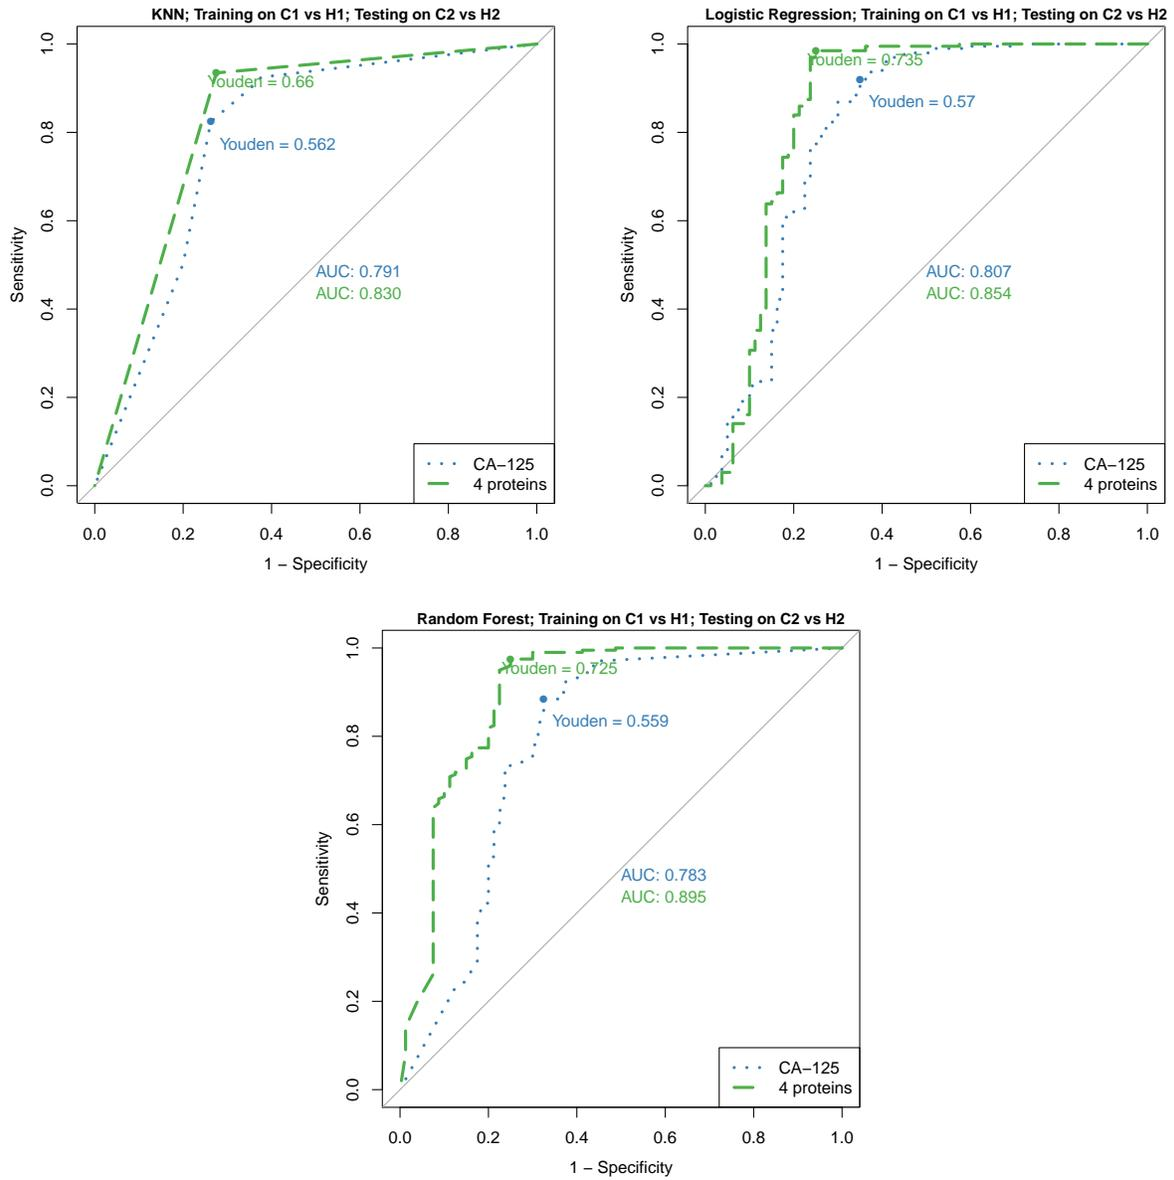 KNN; Training on C1 vs H1; Testing on C2 vs H2
1.0
0.8
0.6
0.4
0.2
0.0
Sensitivity
Youden = 0.66
Youden = 0.562
AUC: 0.791
AUC: 0.830
CA−125
4 proteins
0.0 0.2 0.4 0.6 0.8 1.0
1 − Specificity
Logistic Regression; Training on C1 vs H1; Testing on C2 vs H2
1.0
0.8
0.6
0.4
0.2
0.0
Sensitivity
Youden = 0.735
Youden = 0.57
AUC: 0.807
AUC: 0.854
CA−125
4 proteins
0.0 0.2 0.4 0.6 0.8 1.0
1 − Specificity
Random Forest; Training on C1 vs H1; Testing on C2 vs H2
1.0
0.8
0.6
0.4
0.2
0.0
Sensitivity
Youden = 0.725
Youden = 0.559
AUC: 0.783
AUC: 0.895
CA−125
4 proteins
0.0 0.2 0.4 0.6 0.8 1.0
1 − Specificity